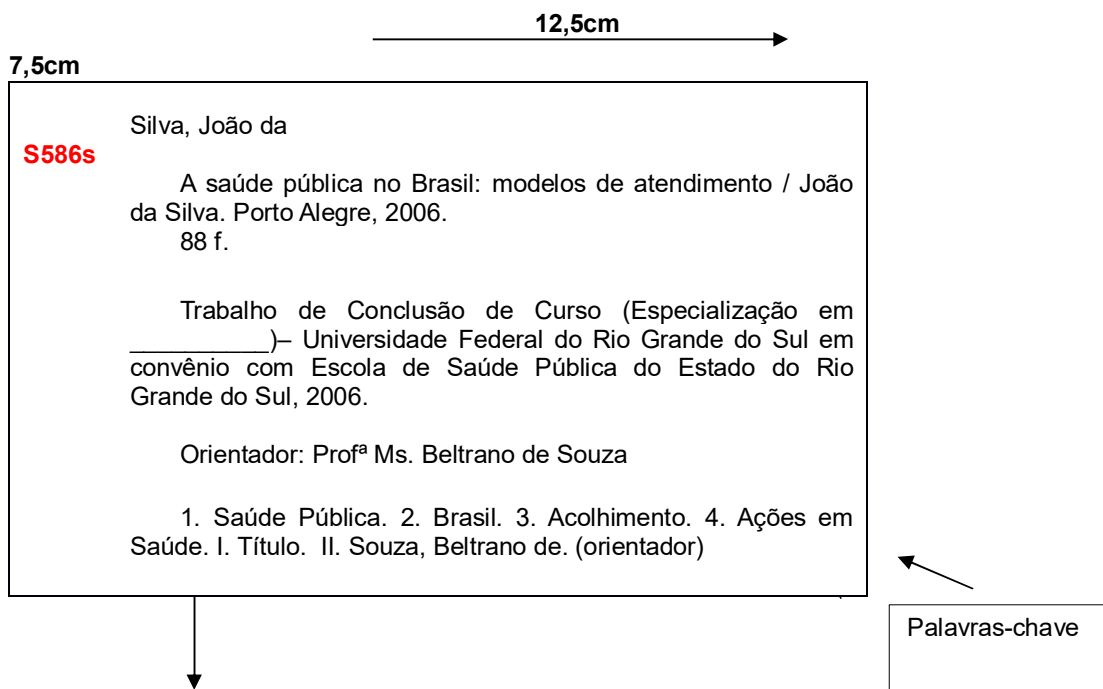 12,5cm
7,5cm
Silva, João da
S586s
A saúde pública no Brasil: modelos de atendimento / João
da Silva. Porto Alegre, 2006.
88 f.
Trabalho de Conclusão de Curso (Especialização em
__________)– Universidade Federal do Rio Grande do Sul em
convênio com Escola de Saúde Pública do Estado do Rio
Grande do Sul, 2006.
Orientador: Profª Ms. Beltrano de Souza
1. Saúde Pública. 2. Brasil. 3. Acolhimento. 4. Ações em
Saúde. I. Título. II. Souza, Beltrano de. (orientador)
Palavras-chave